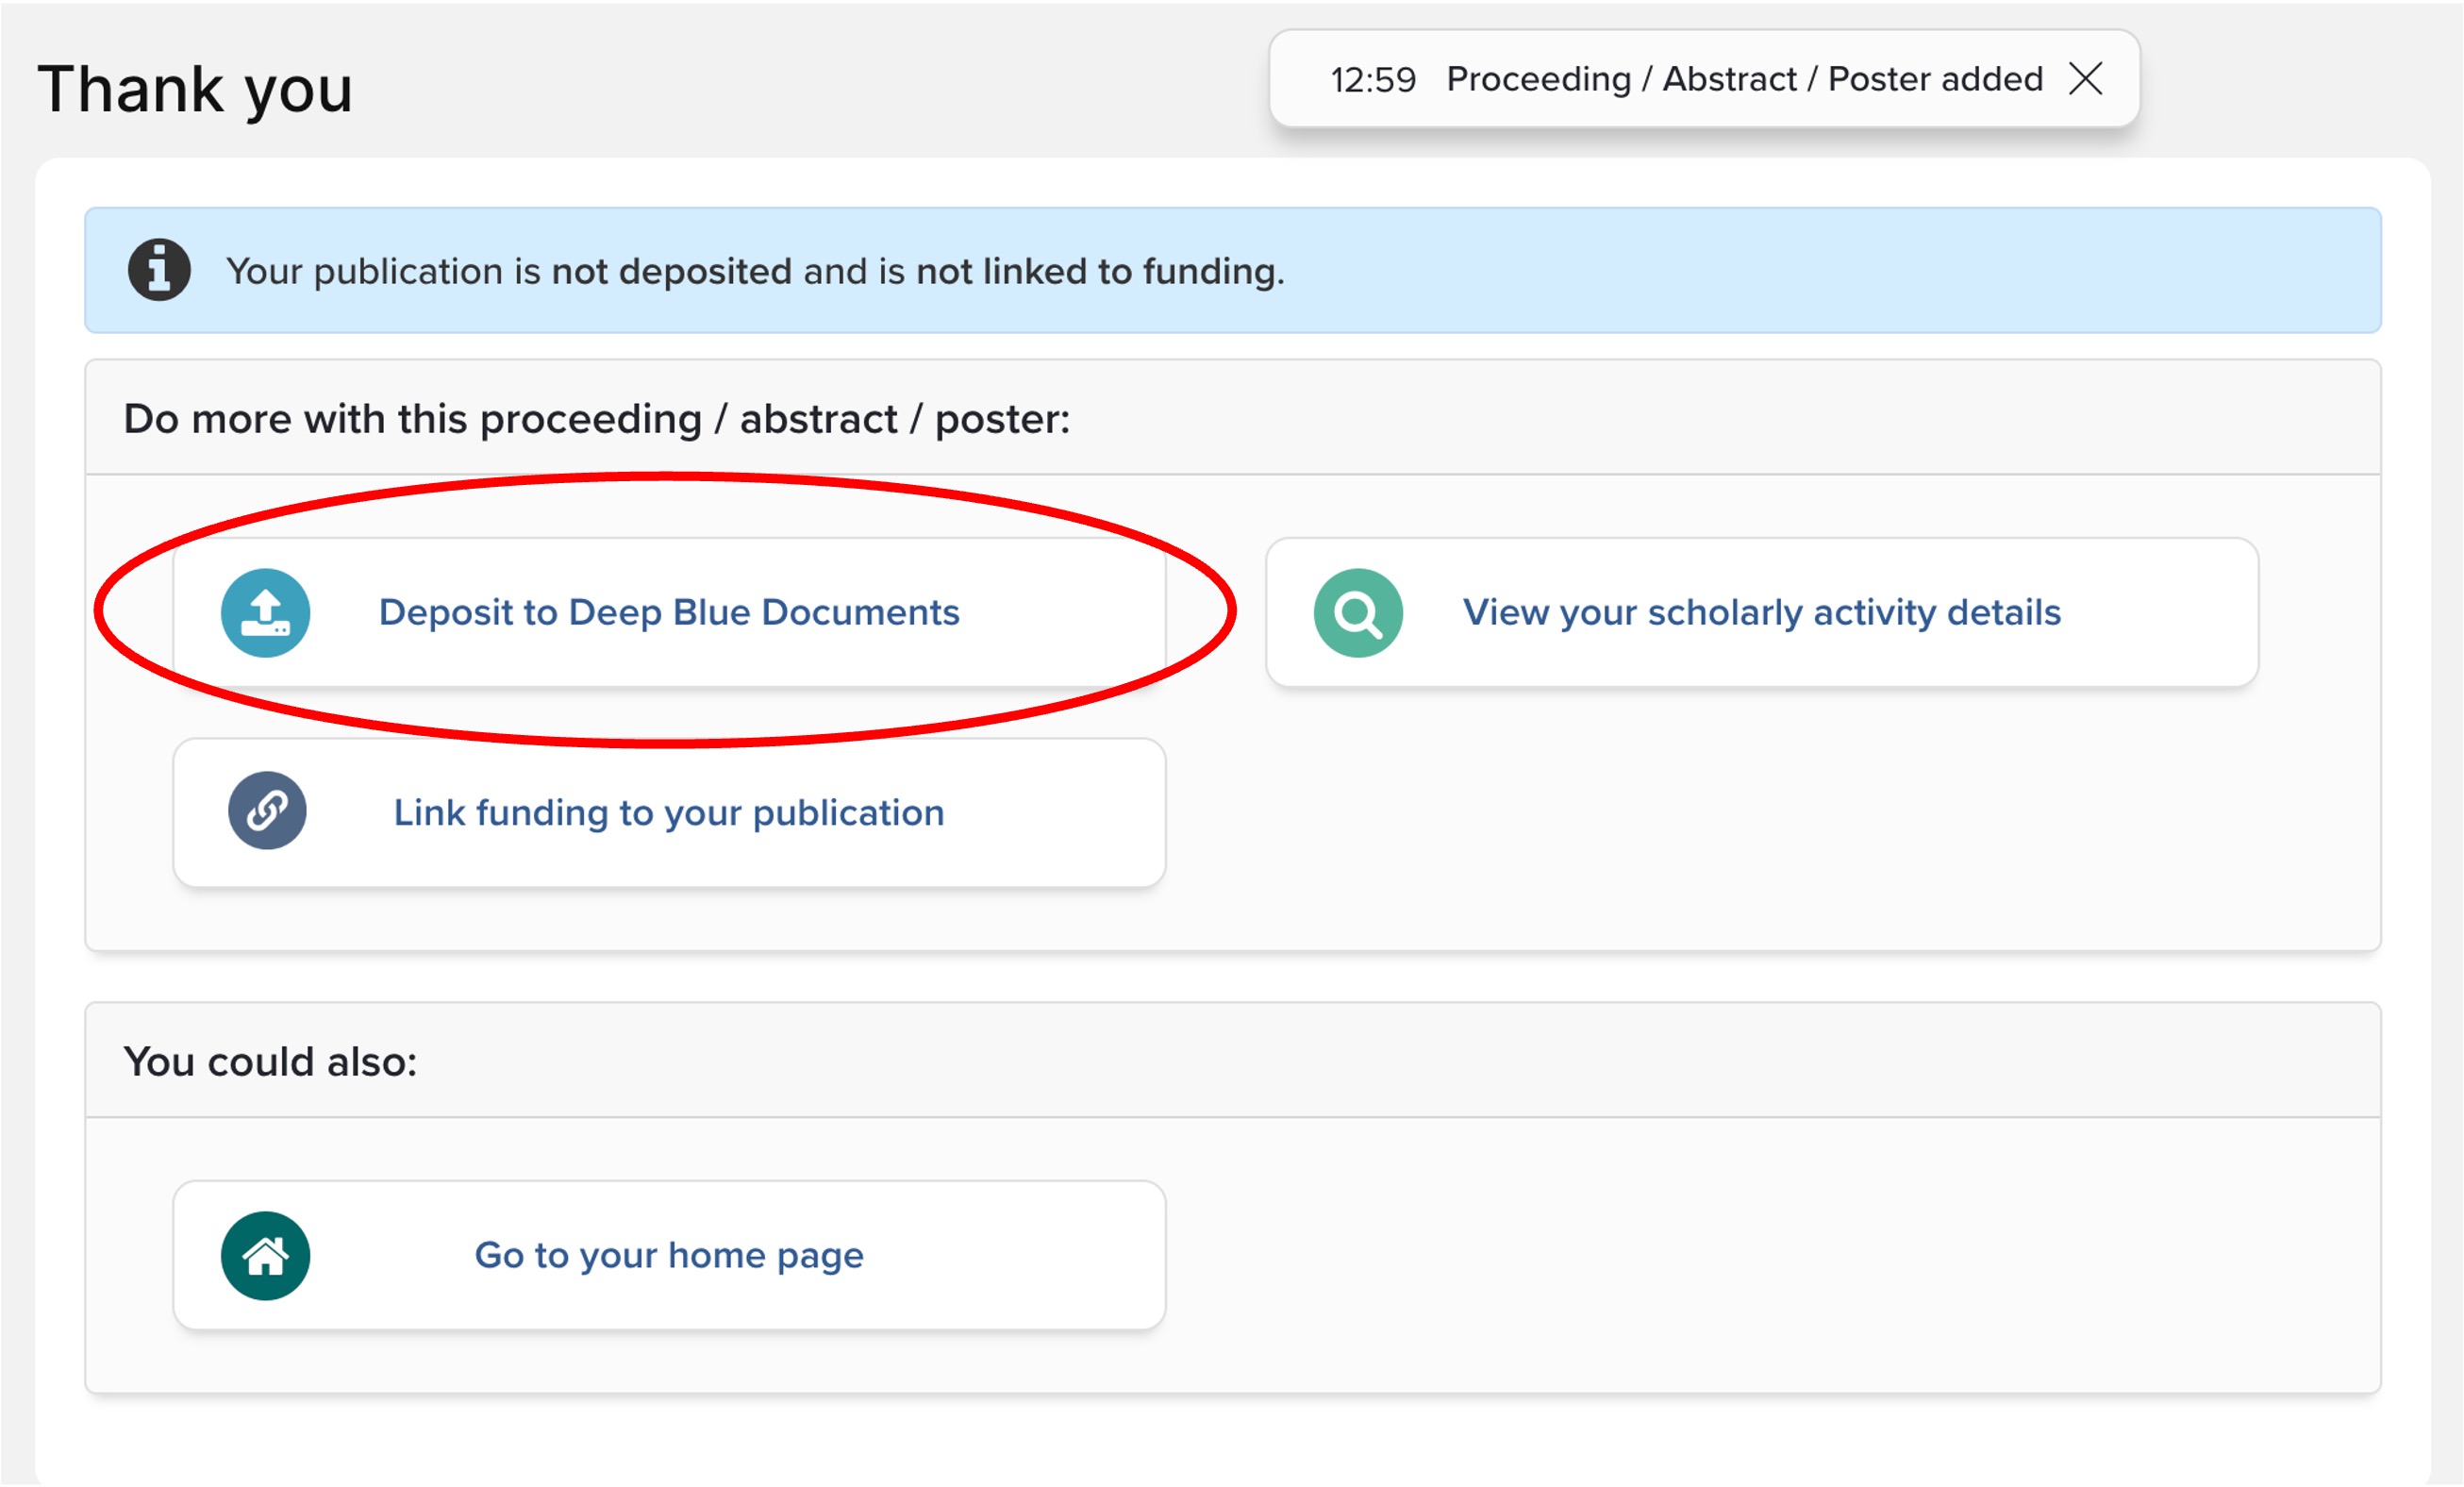 Thank you
12:59 Proceeding / Abstract / Poster added
Your publication is not deposited and is not linked to funding.
Do more with this proceeding / abstract / poster:
Deposit to Deep Blue Documents
View your scholarly activity details
Link funding to your publication
You could also:
Go to your home page